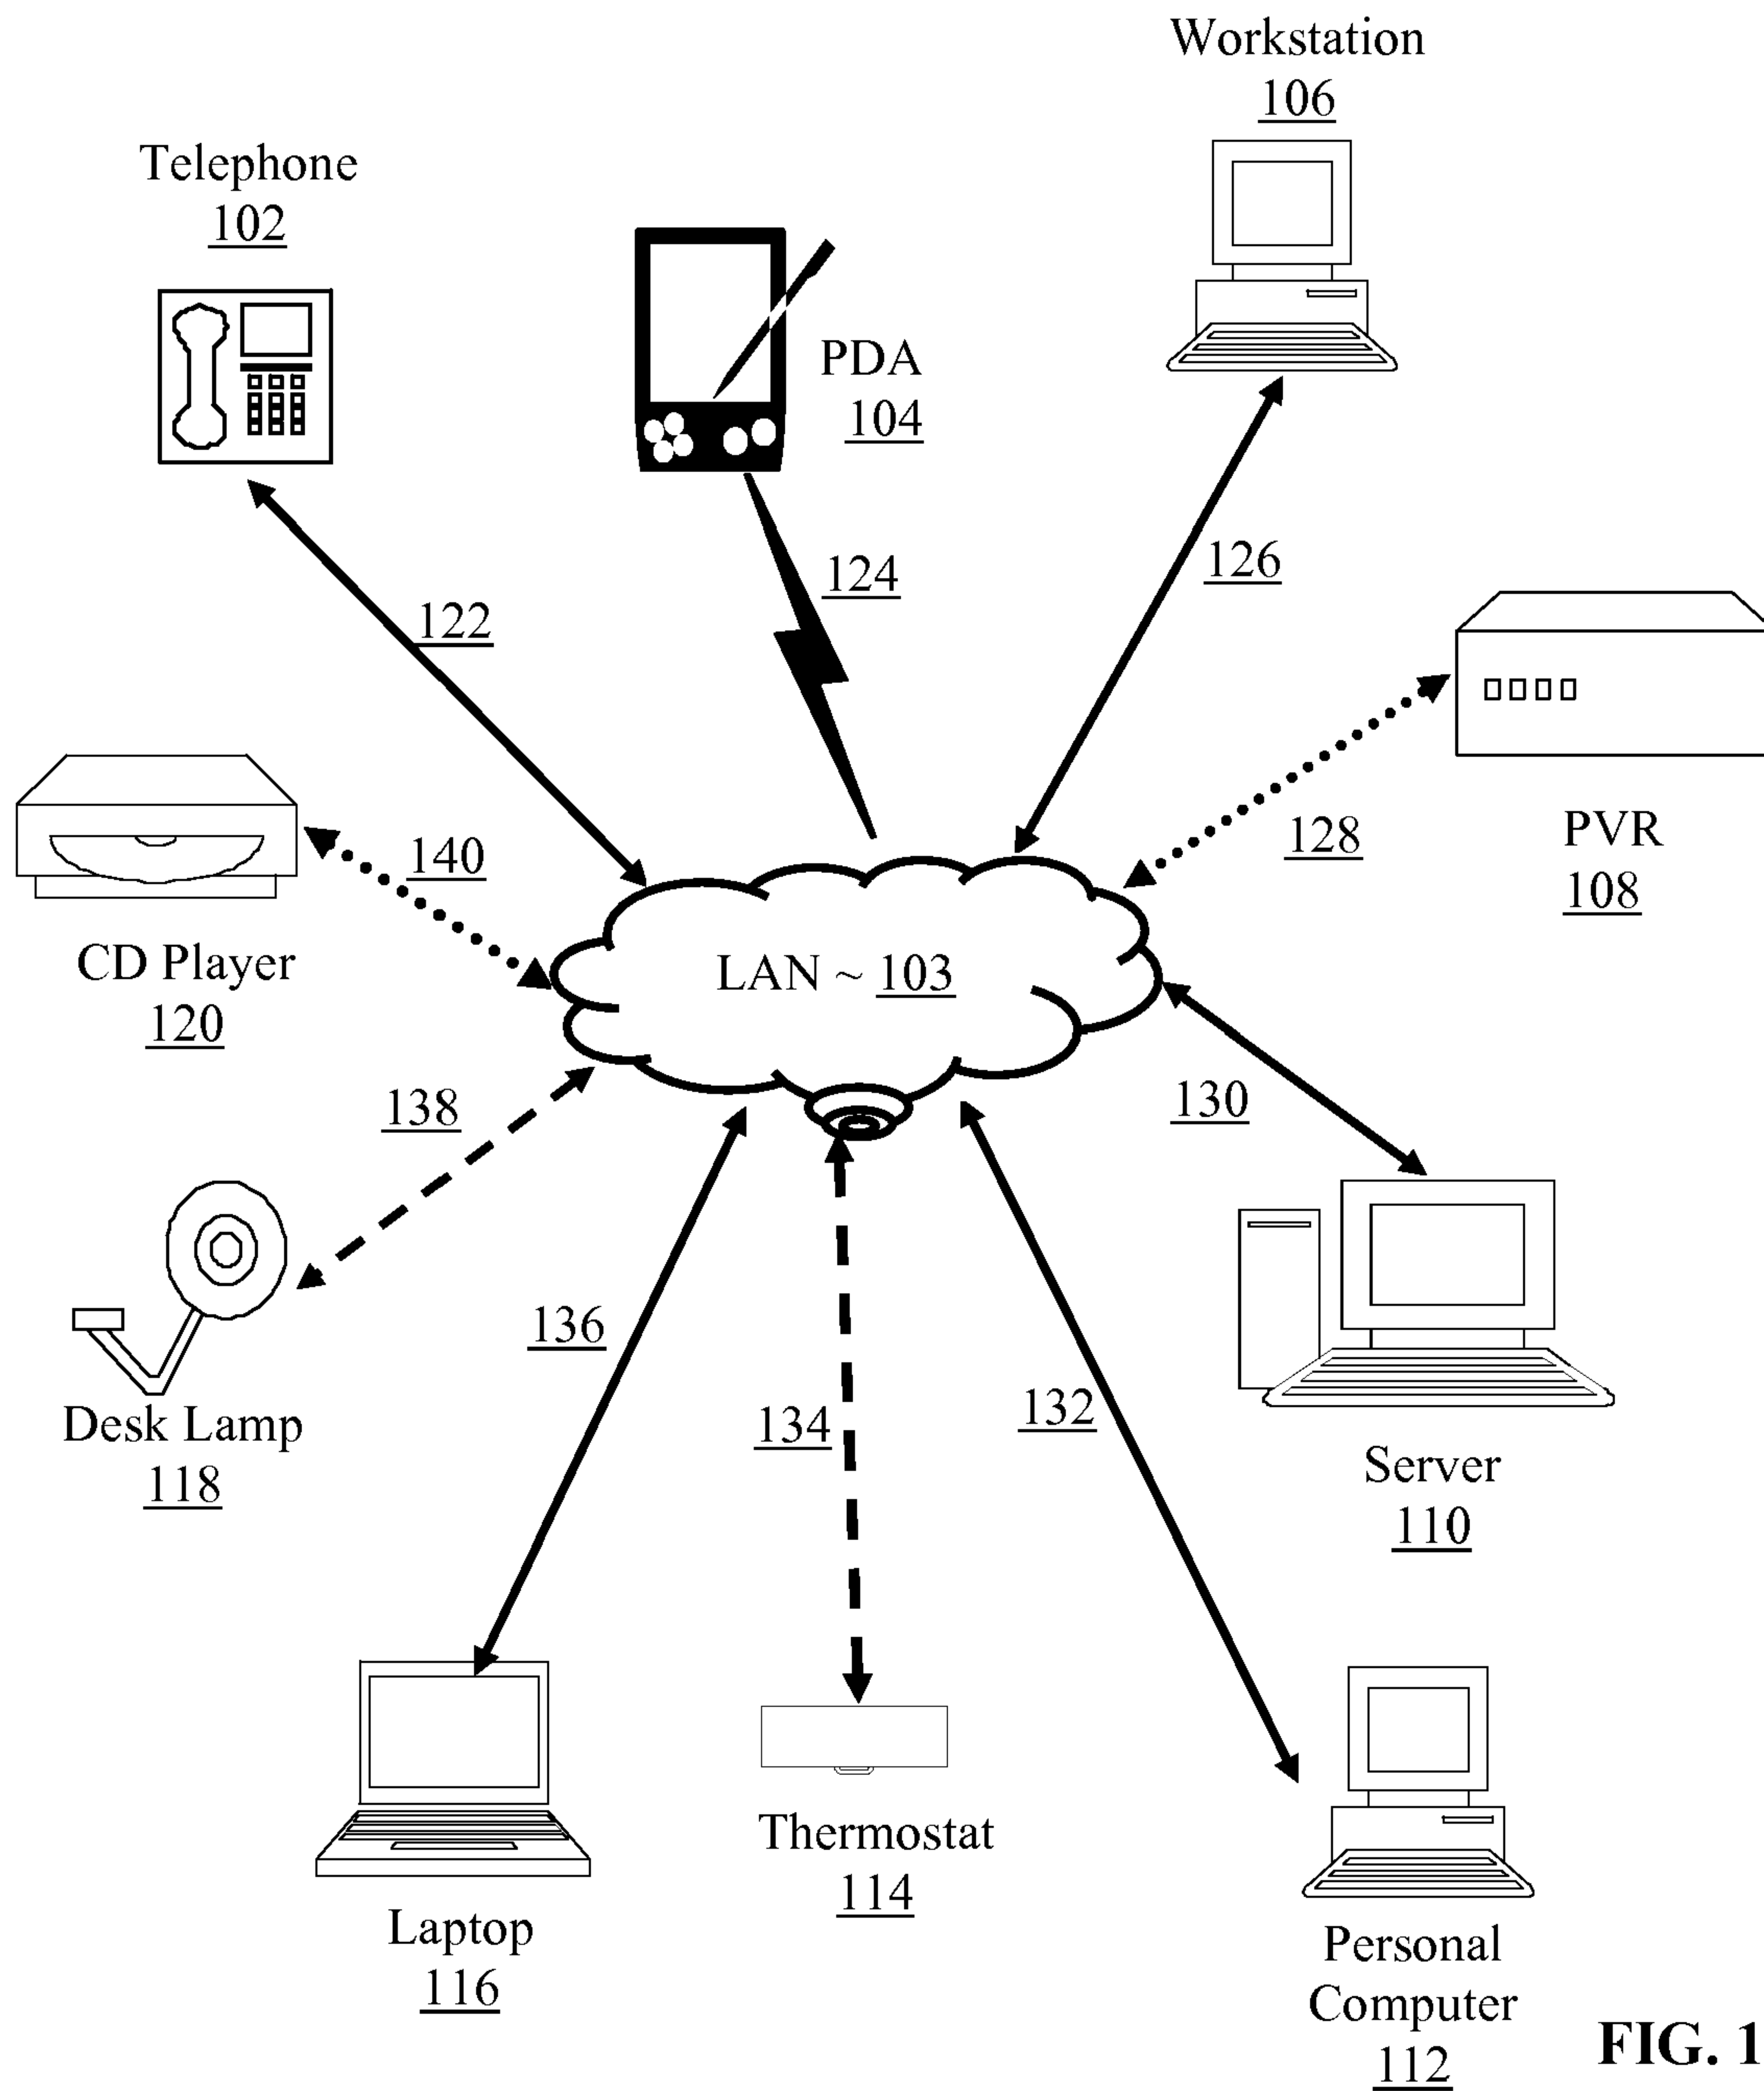 Workstation
106
Telephone
102
PDA
104
124
126
122
128
PVR
108
140
CD Player
120
LAN ~ 103
138
130
Desk Lamp
118
136
134
132
Server
110
Thermostat
114
Laptop
116
Personal
Computer
112
FIG. 1